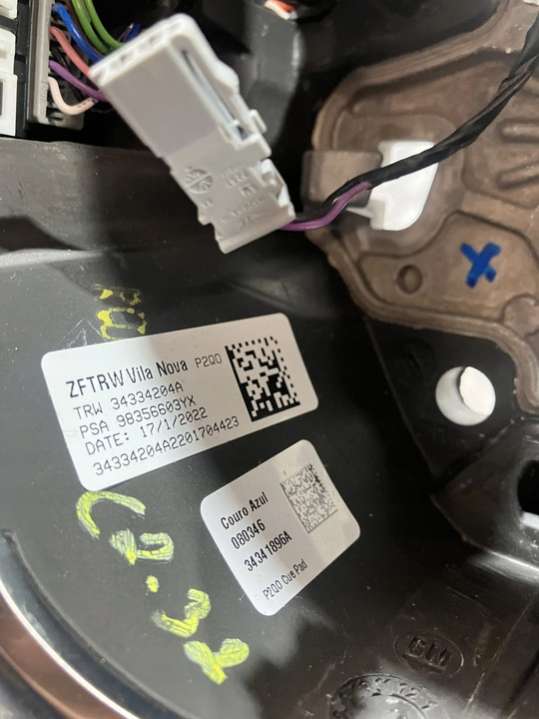 ZFTRW Vila Nova P2QO
TRW 34334204A
PSA 98356603YX
DATE: 17/1/2022
34334204A2201704423
Couro Azul
080346
34341896A
P2QO Cue Pad